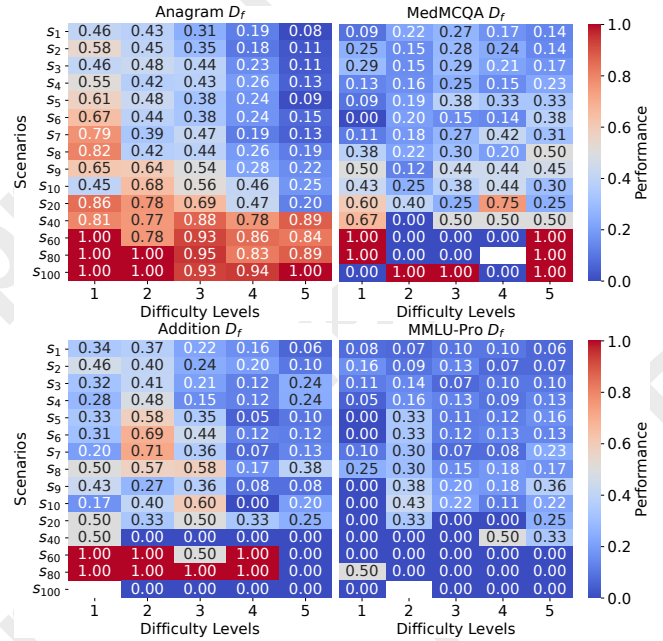 Anagram D_f
MedMCQA D_f
Scenarios
s1 0.46 0.43 0.31 0.19 0.08 0.09 0.22 0.27 0.17 0.14 1.0
s2 0.58 0.45 0.35 0.18 0.11 0.25 0.15 0.28 0.24 0.14
s3 0.46 0.48 0.44 0.23 0.11 0.29 0.15 0.29 0.21 0.17
s4 0.55 0.42 0.43 0.26 0.13 0.13 0.16 0.25 0.15 0.23 0.8
s5 0.61 0.48 0.38 0.24 0.09 0.09 0.19 0.38 0.33 0.33
s6 0.67 0.44 0.38 0.24 0.15 0.00 0.20 0.15 0.14 0.38
s7 0.79 0.39 0.47 0.19 0.13 0.11 0.18 0.27 0.42 0.31 0.6
s8 0.82 0.42 0.44 0.26 0.19 0.38 0.22 0.30 0.20 0.50
s9 0.65 0.64 0.54 0.28 0.22 0.50 0.12 0.44 0.44 0.45
s10 0.45 0.68 0.56 0.46 0.25 0.43 0.25 0.38 0.44 0.30 0.4
s20 0.86 0.78 0.69 0.47 0.20 0.60 0.40 0.25 0.75 0.25
s40 0.81 0.77 0.88 0.78 0.89 0.67 0.00 0.50 0.50 0.50
s60 1.00 0.78 0.93 0.86 0.84 1.00 0.00 0.00 0.00 1.00 0.2
s80 1.00 1.00 0.95 0.83 0.89 1.00 0.00 0.00 1.00
s100 1.00 1.00 0.93 0.94 1.00 0.00 1.00 1.00 0.00 0.00 0.0
Performance
1 2 3 4 5 1 2 3 4 5
Difficulty Levels
Difficulty Levels
Addition D_f
MMLU-Pro D_f
Scenarios
s1 0.34 0.37 0.22 0.16 0.06 0.08 0.07 0.10 0.10 0.06 1.0
s2 0.46 0.40 0.24 0.20 0.10 0.16 0.09 0.13 0.07 0.07
s3 0.32 0.41 0.21 0.12 0.24 0.11 0.14 0.07 0.10 0.10
s4 0.28 0.48 0.15 0.12 0.24 0.05 0.16 0.13 0.09 0.13 0.8
s5 0.33 0.58 0.35 0.05 0.10 0.00 0.33 0.11 0.12 0.16
s6 0.31 0.69 0.44 0.12 0.12 0.00 0.33 0.12 0.13 0.13
s7 0.20 0.71 0.36 0.07 0.13 0.10 0.30 0.07 0.08 0.23 0.6
s8 0.50 0.57 0.58 0.17 0.38 0.25 0.30 0.15 0.18 0.17
s9 0.43 0.27 0.36 0.08 0.08 0.00 0.38 0.20 0.18 0.36
s10 0.17 0.40 0.60 0.00 0.20 0.00 0.43 0.22 0.11 0.22 0.4
s20 0.50 0.33 0.50 0.33 0.25 0.00 0.33 0.00 0.00 0.25
s40 0.50 0.00 0.00 0.00 0.00 0.00 0.00 0.00 0.50 0.33
s60 1.00 1.00 0.50 1.00 0.00 0.00 0.00 0.00 0.00 0.00 0.2
s80 1.00 1.00 1.00 1.00 0.00 0.50 0.00 0.00 0.00 0.00
s100 0.00 0.00 0.00 0.00 0.00 0.00 0.00 0.00 0.0
Performance
1 2 3 4 5 1 2 3 4 5
Difficulty Levels
Difficulty Levels